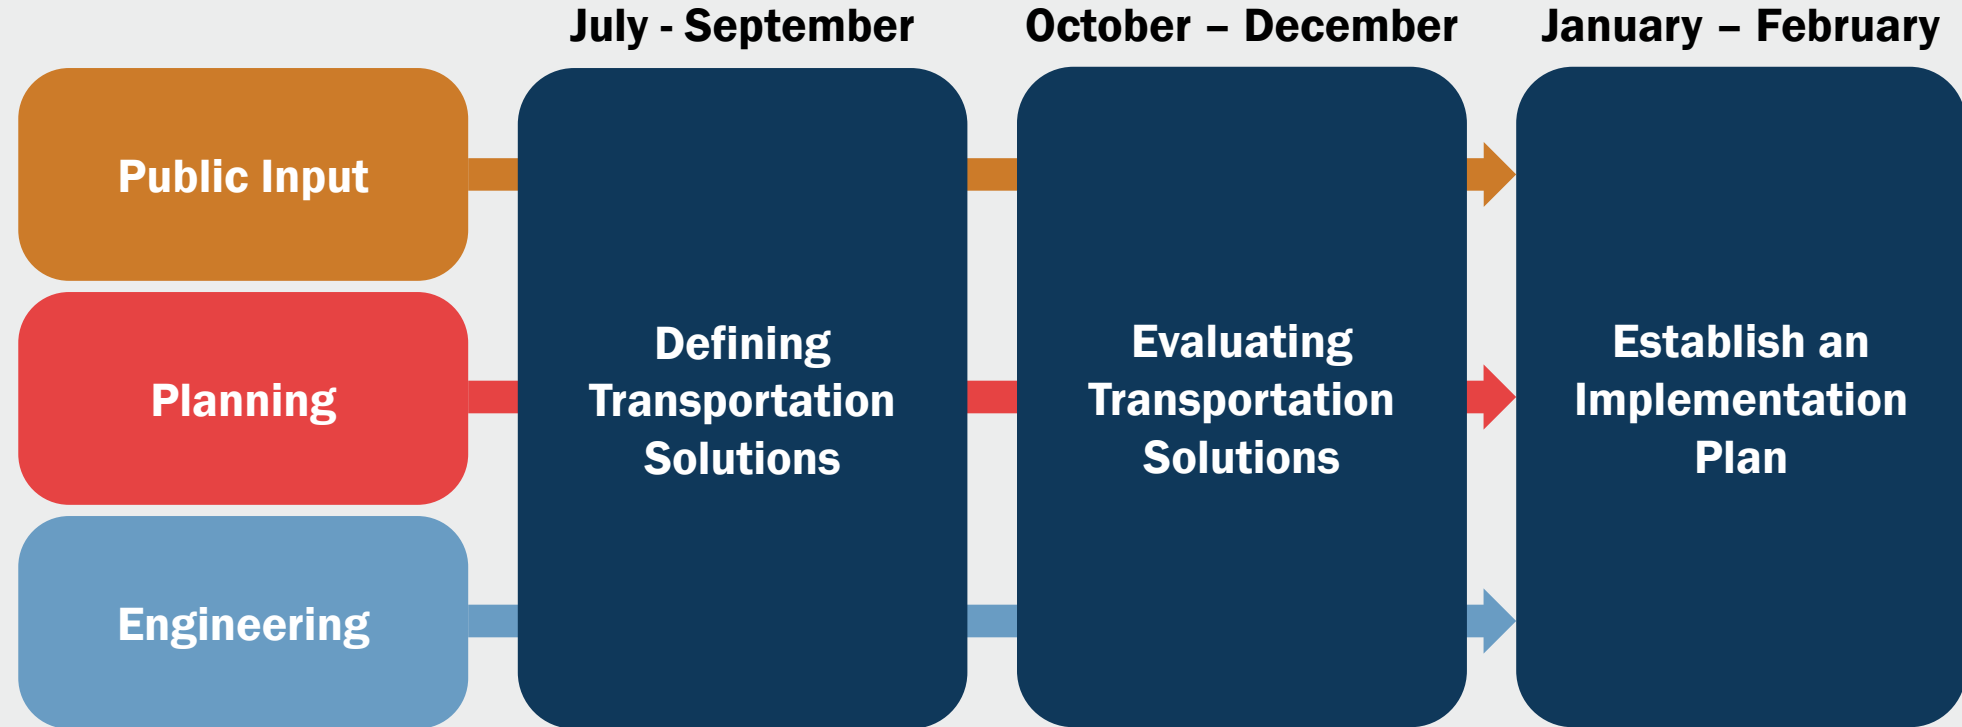 July - September
October – December
January – February
Public Input
Planning
Engineering
Defining
Transportation
Solutions
Evaluating
Transportation
Solutions
Establish an
Implementation
Plan